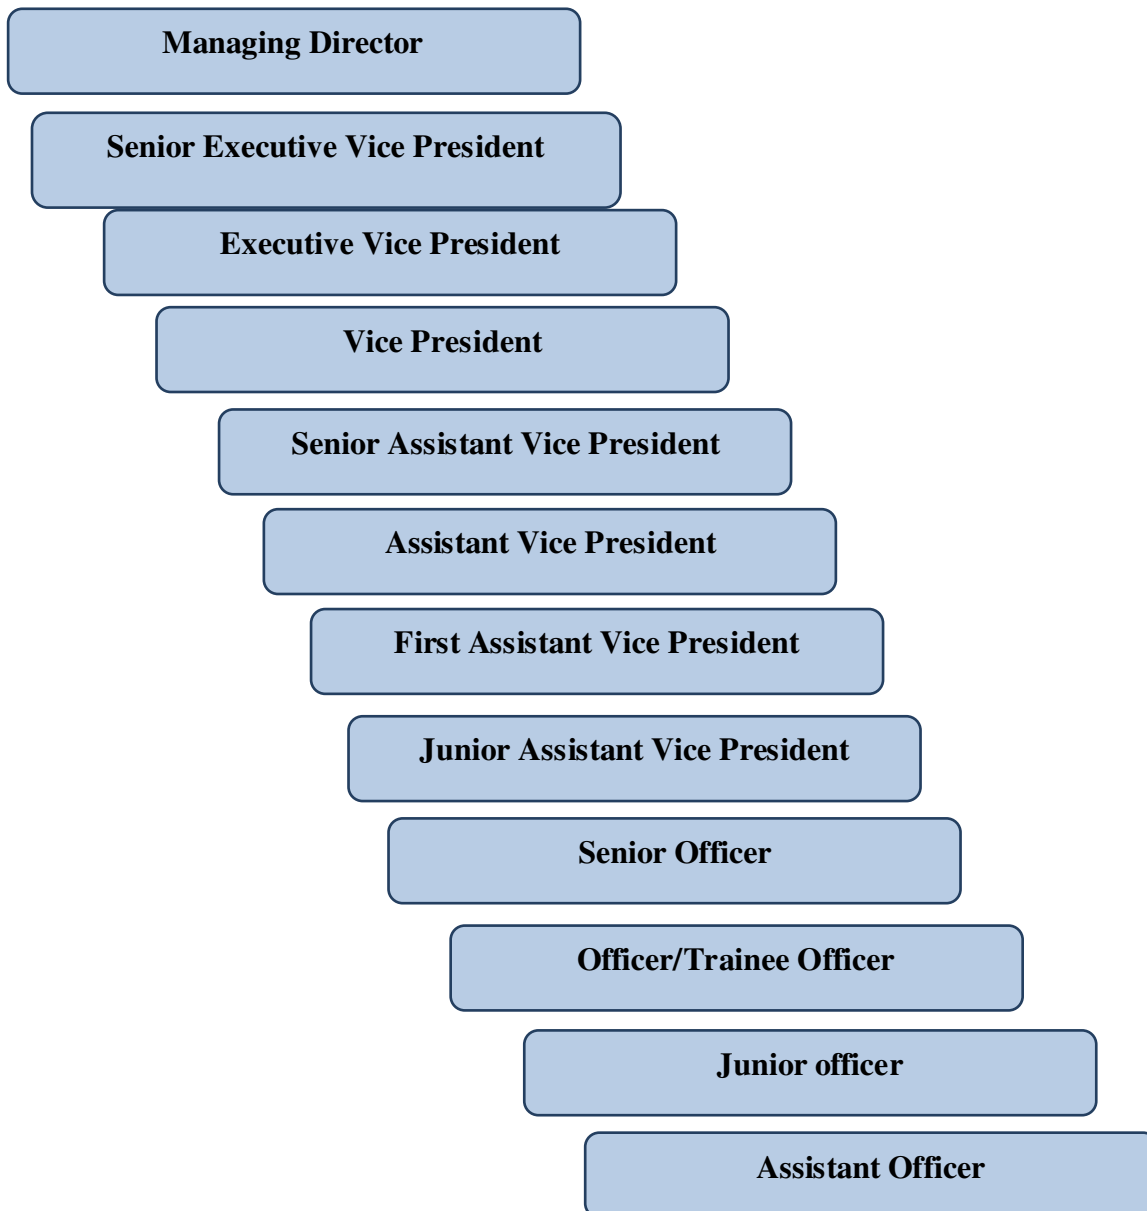 Managing Director
Senior Executive Vice President
Executive Vice President
Vice President
Senior Assistant Vice President
Assistant Vice President
First Assistant Vice President
Junior Assistant Vice President
Senior Officer
Officer/Trainee Officer
Junior officer
Assistant Officer